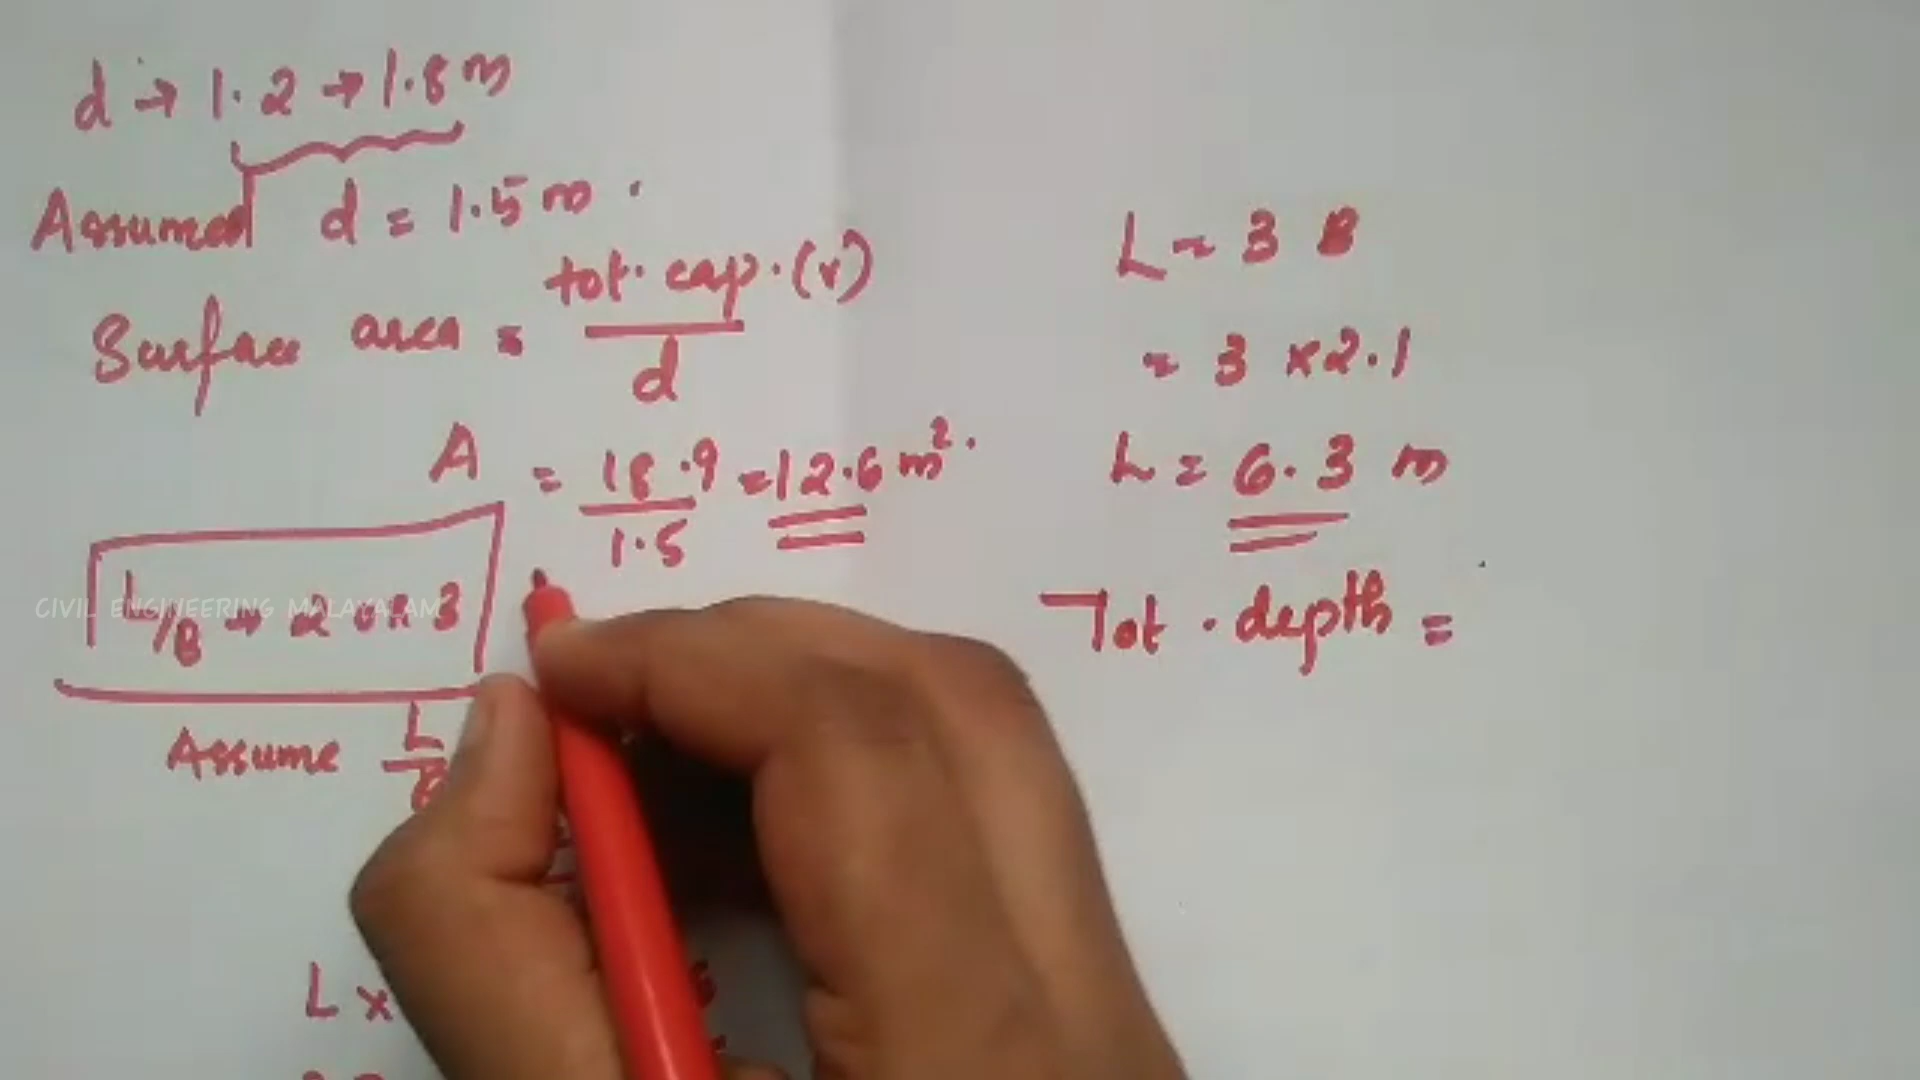 d → 1.2 → 1.8 m
Assumed d = 1.5 m.
Surface area = tot. cap. (v)
d
A = 18.9 = 12.6 m².
1.5
L/B → 2 or 3
CIVIL ENGINEERING MALAYALAM
Assume L
B
L x
L = 3 B
= 3 x 2.1
L = 6.3 m
Tot. depth =